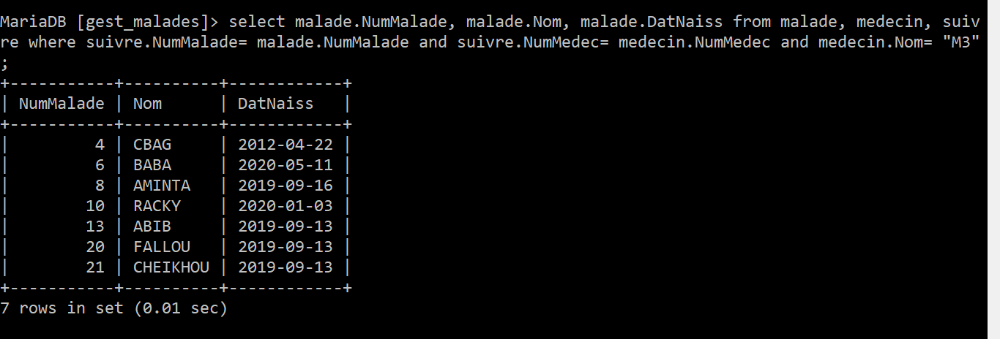 MariaDB [gest_malades]> select malade.NumMalade, malade.Nom, malade.DatNaiss from malade, medecin, suiv
re where suivre.NumMalade= malade.NumMalade and suivre.NumMedec= medecin.NumMedec and medecin.Nom= "M3"
;
+-----------+----------+------------+
| NumMalade | Nom      | DatNaiss   |
+-----------+----------+------------+
|         4 | CBAG     | 2012-04-22 |
|         6 | BABA     | 2020-05-11 |
|         8 | AMINTA   | 2019-09-16 |
|        10 | RACKY    | 2020-01-03 |
|        13 | ABIB     | 2019-09-13 |
|        20 | FALLOU   | 2019-09-13 |
|        21 | CHEIKHOU | 2019-09-13 |
+-----------+----------+------------+
7 rows in set (0.01 sec)